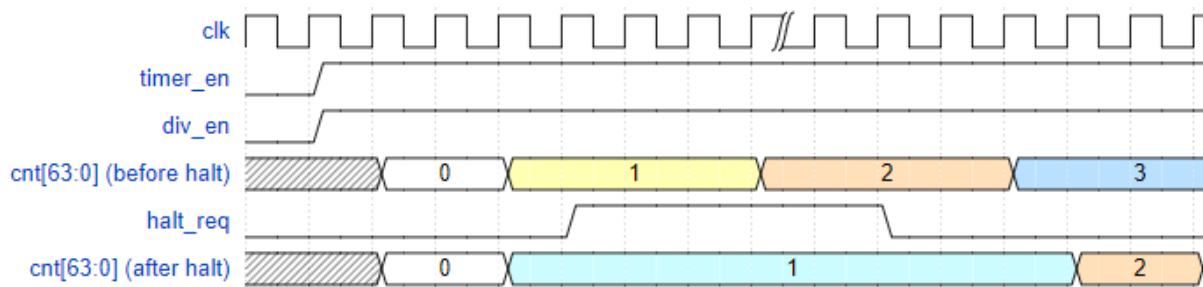 clk
timer_en
div_en
cnt[63:0] (before halt) 0 1 2 3
halt_req
cnt[63:0] (after halt) 0 1 2